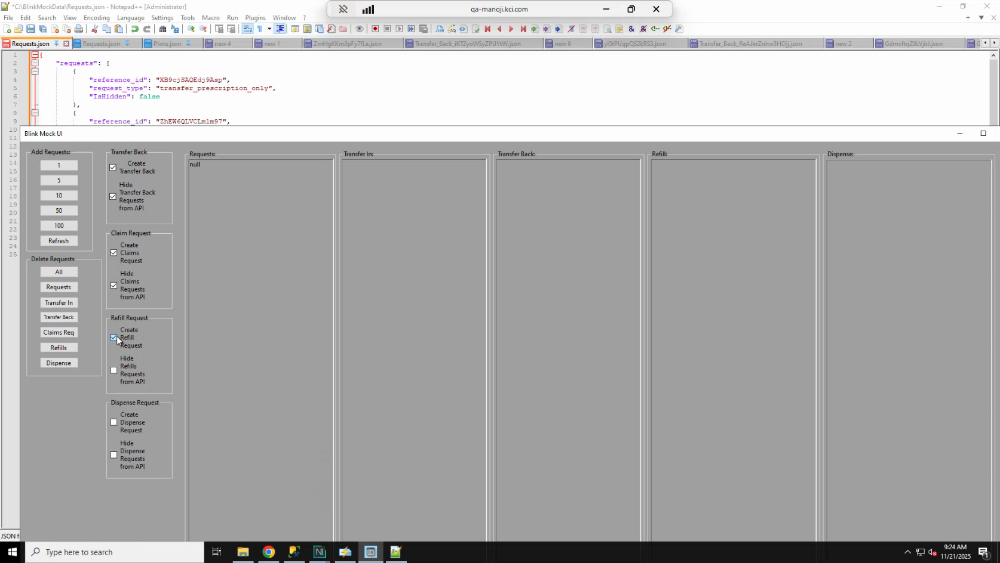 *C:\BlinkMockData\Requests.json - Notepad++ [Administrator]
qa-manoji.kci.com
File Edit Search View Encoding Language Settings Tools Macro Run Plugins Window ?
Requests.json Requests.json Plans.json new 4 new 1 ZmHgKKm8pFy7fLe.json Transfer_Back_iKT2yoWSyZPUYtW.json new 6 yI5tPUqpQS2kRS3.json Transfer_Back_ReAJerZnhw3HOjj.json new 2 GdrnxftqZ9LVjbJ.json
1 {
2 "requests": [
3 {
4 "reference_id": "XB9cjSAQEdj9Asp",
5 "request_type": "transfer_prescription_only",
6 "IsHidden": false
7 },
8 {
9 "reference_id": "ZhEW6QLVCLm1m97",
10
11
12
13
14
15
16
17
18
19
20
21
22
23
24
25
Blink Mock UI
Add Requests:
1
5
10
50
100
Refresh
Delete Requests
All
Requests
Transfer In
Transfer Back
Claims Req
Refills
Dispense
Transfer Back
Create
Transfer Back
Hide
Transfer Back
Requests
from API
Claim Request
Create
Claims
Request
Hide
Claims
Requests
from API
Refill Request
Create
Refill
Request
Hide
Refills
Requests
from API
Dispense Request
Create
Dispense
Request
Hide
Dispense
Requests
from API
Requests:
null
Transfer In:
Transfer Back:
Refill:
Dispense:
JSON fi
Type here to search
9:24 AM
11/21/2025
1